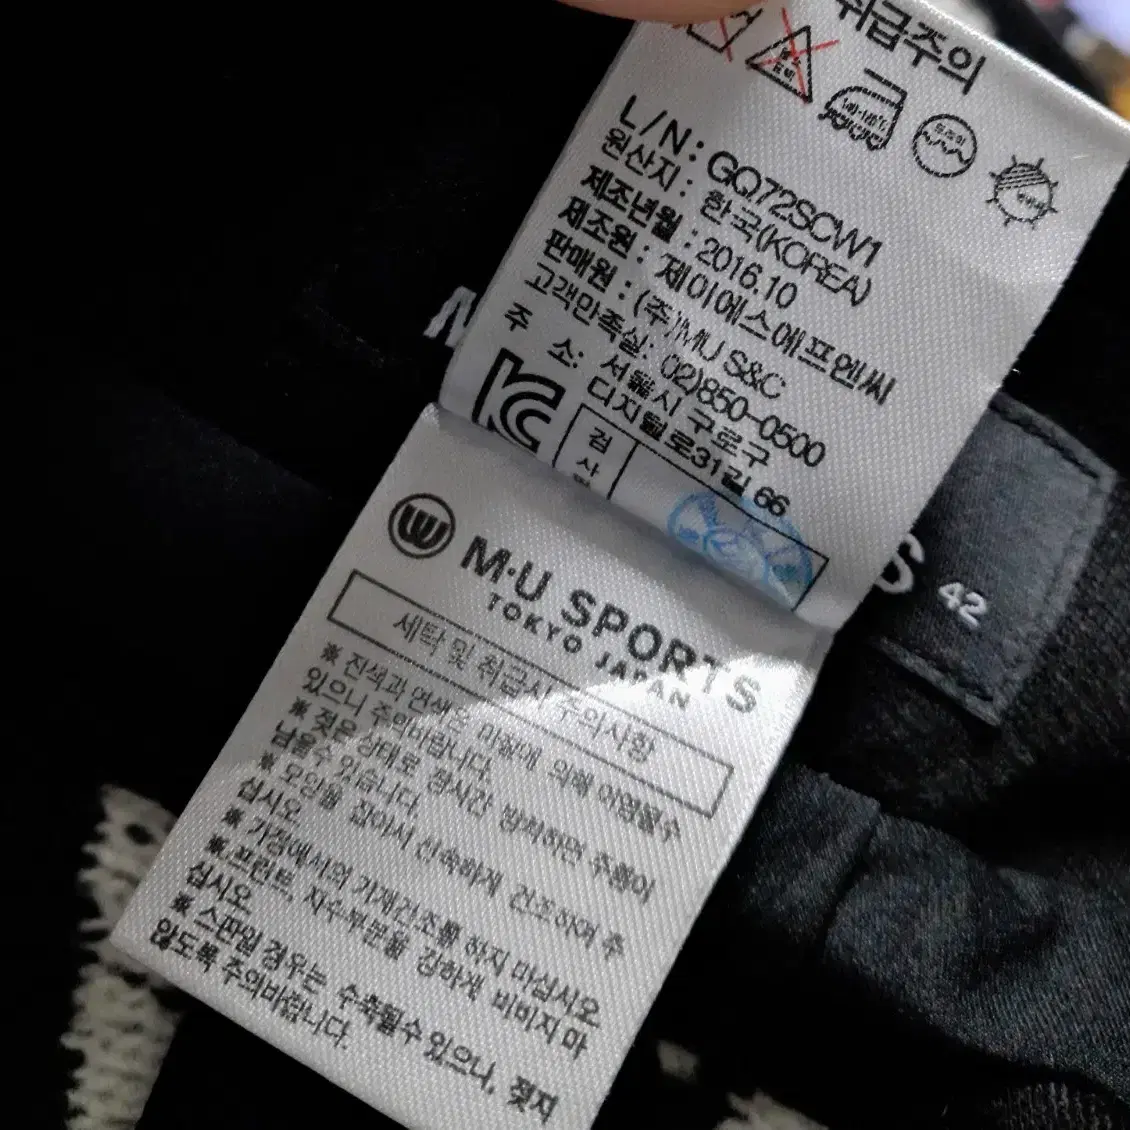 취급주의
드라이
L/N: GQ72SCW1
원산지: 한국(KOREA)
제조년월: 2016.10
제조원: 제이에스에프엔씨
판매원: (주)MU S&C
고객만족실: 02)850-0500
주 소: 서울시 구로구
디지털로31길 66
검
사
M·U SPORTS
TOKYO JAPAN
세탁 및 취급시 주의사항
※ 진색과 연색은 마찰에 의해 이염될수
있으니 주의바랍니다.
※ 젖은 상태로 장시간 방치하면 주름이
남을수 있습니다.
※ 모양을 잡아서 신속하게 건조하여 주
십시오.
※ 가정에서의 기계건조를 하지 마십시오
※ 프린트, 자수부분을 강하게 비비지 마
십시오
※ 스판일 경우는 수축될수 있으니, 젖지
않도록 주의바랍니다.
S 42